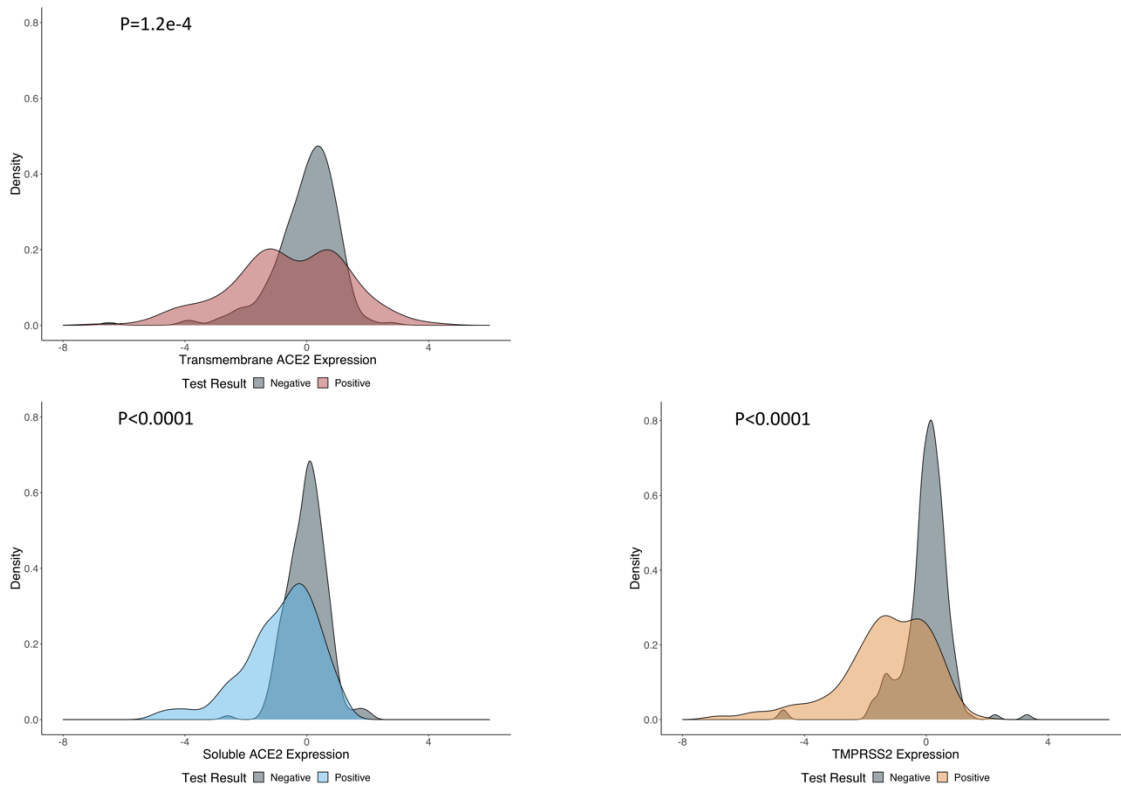 P=1.2e-4
0.8
0.6
0.4
0.2
0.0
Density
-8 -4 0 4
Transmembrane ACE2 Expression
Test Result Negative Positive
P<0.0001
0.8
0.6
0.4
0.2
0.0
Density
-8 -4 0 4
Soluble ACE2 Expression
Test Result Negative Positive
P<0.0001
0.8
0.6
0.4
0.2
0.0
Density
-8 -4 0 4
TMPRSS2 Expression
Test Result Negative Positive